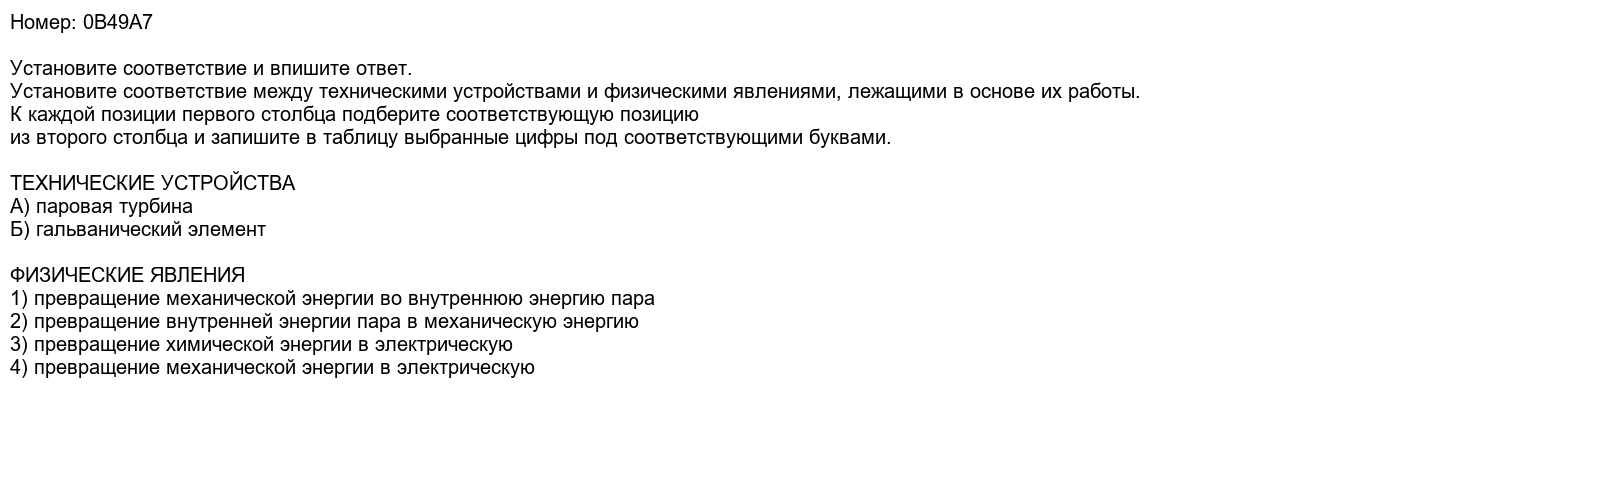 Номер: 0B49A7
Установите соответствие и впишите ответ.
Установите соответствие между техническими устройствами и физическими явлениями, лежащими в основе их работы.
К каждой позиции первого столбца подберите соответствующую позицию
из второго столбца и запишите в таблицу выбранные цифры под соответствующими буквами.
ТЕХНИЧЕСКИЕ УСТРОЙСТВА
А) паровая турбина
Б) гальванический элемент
ФИЗИЧЕСКИЕ ЯВЛЕНИЯ
1) превращение механической энергии во внутреннюю энергию пара
2) превращение внутренней энергии пара в механическую энергию
3) превращение химической энергии в электрическую
4) превращение механической энергии в электрическую